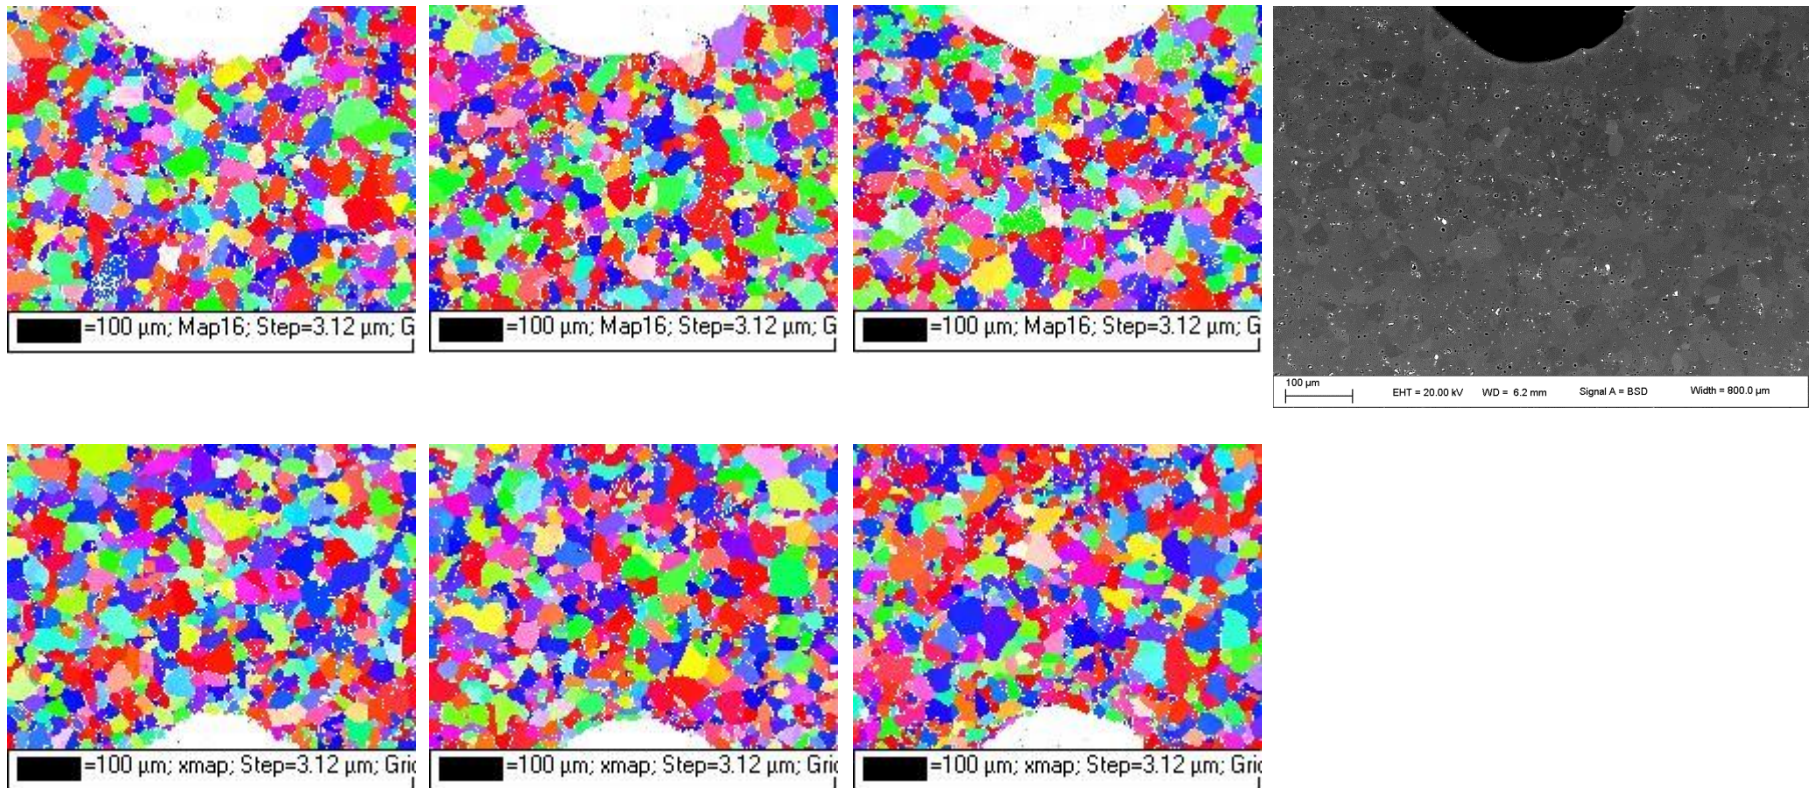 =100 µm; Map16; Step=3.12 µm; G
=100 µm; Map16; Step=3.12 µm; G
=100 µm; Map16; Step=3.12 µm; G
100 µm
EHT = 20.00 kV WD = 6.2 mm Signal A = BSD Width = 800.0 µm
=100 µm; xmap; Step=3.12 µm; Gri
=100 µm; xmap; Step=3.12 µm; Gri
=100 µm; xmap; Step=3.12 µm; Gri